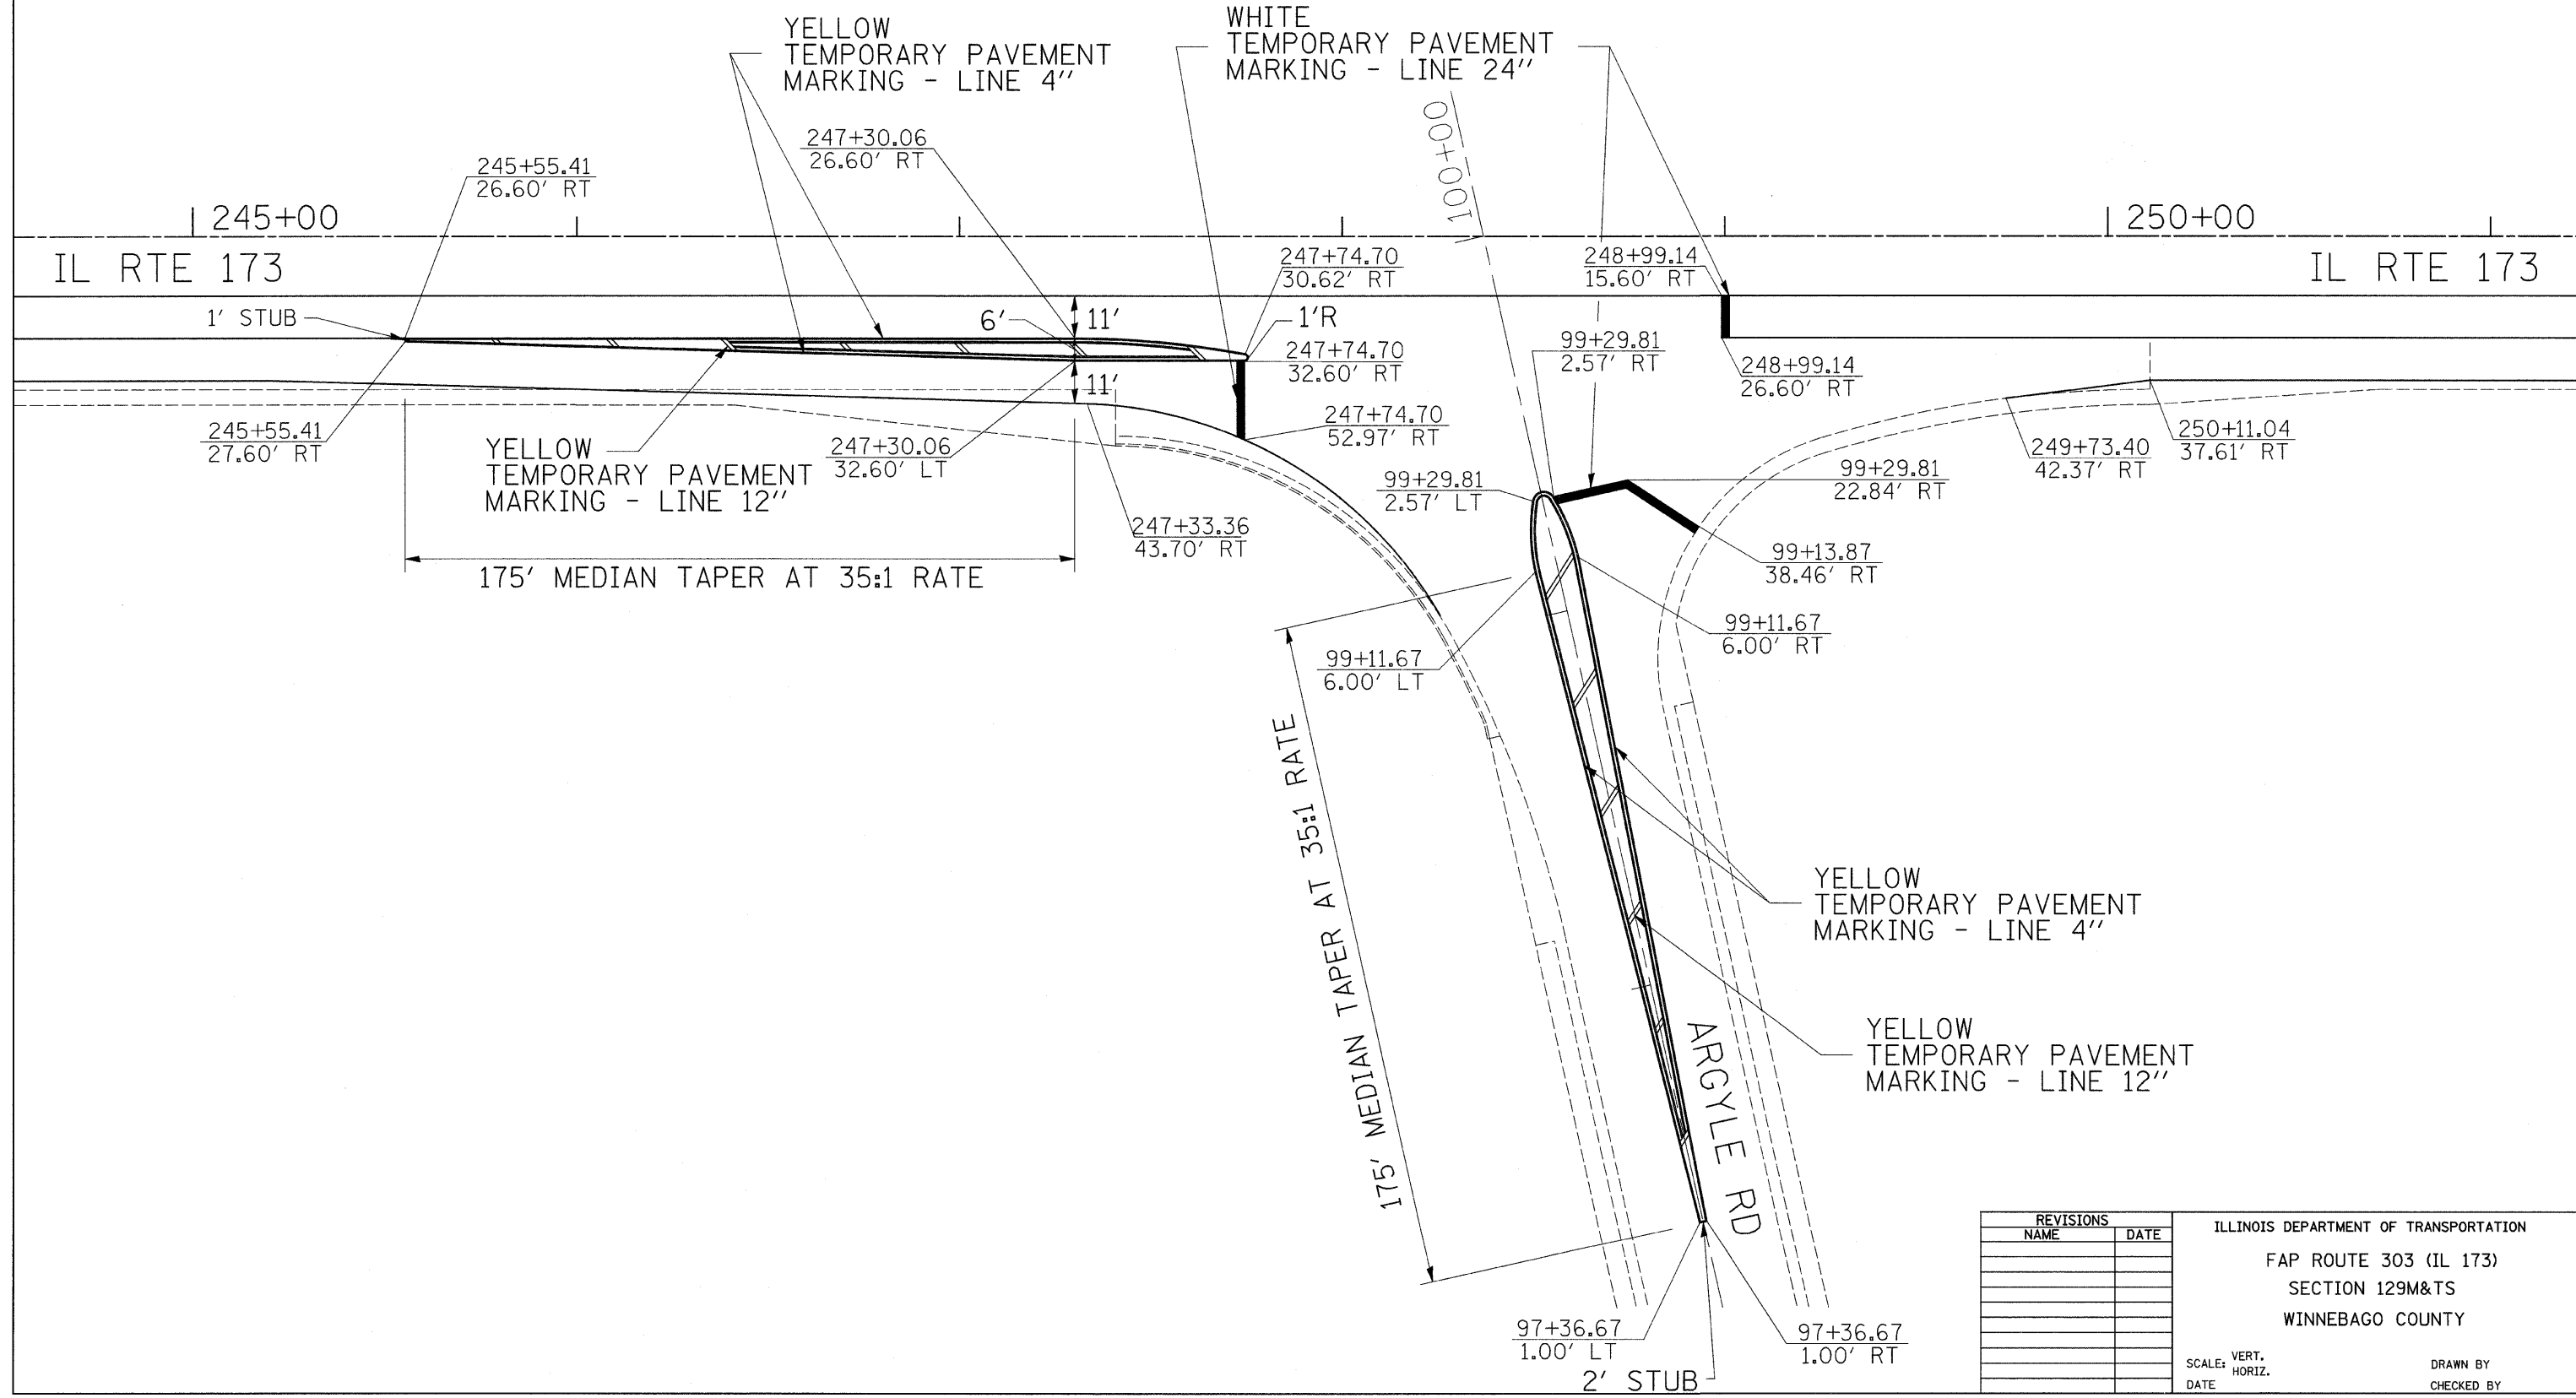 YELLOW
TEMPORARY PAVEMENT
MARKING - LINE 4"
WHITE
TEMPORARY PAVEMENT
MARKING - LINE 24"
247+30.06
26.60' RT
245+55.41
26.60' RT
100+00
245+00
250+00
IL RTE 173
IL RTE 173
247+74.70
30.62' RT
248+99.14
15.60' RT
1' STUB
6'
11'
1'R
99+29.81
2.57' RT
247+74.70
32.60' RT
248+99.14
26.60' RT
11'
245+55.41
27.60' RT
YELLOW
TEMPORARY PAVEMENT
MARKING - LINE 12"
247+30.06
32.60' LT
247+74.70
52.97' RT
249+73.40
42.37' RT
250+11.04
37.61' RT
99+29.81
2.57' LT
99+29.81
22.84' RT
247+33.36
43.70' RT
99+13.87
38.46' RT
175' MEDIAN TAPER AT 35:1 RATE
99+11.67
6.00' RT
99+11.67
6.00' LT
175' MEDIAN TAPER AT 35:1 RATE
YELLOW
TEMPORARY PAVEMENT
MARKING - LINE 4"
YELLOW
TEMPORARY PAVEMENT
MARKING - LINE 12"
ARGYLE RD
97+36.67
1.00' LT
97+36.67
1.00' RT
2' STUB
REVISIONS
NAME DATE
ILLINOIS DEPARTMENT OF TRANSPORTATION
FAP ROUTE 303 (IL 173)
SECTION 129M&TS
WINNEBAGO COUNTY
SCALE: VERT.
HORIZ.
DRAWN BY
DATE
CHECKED BY